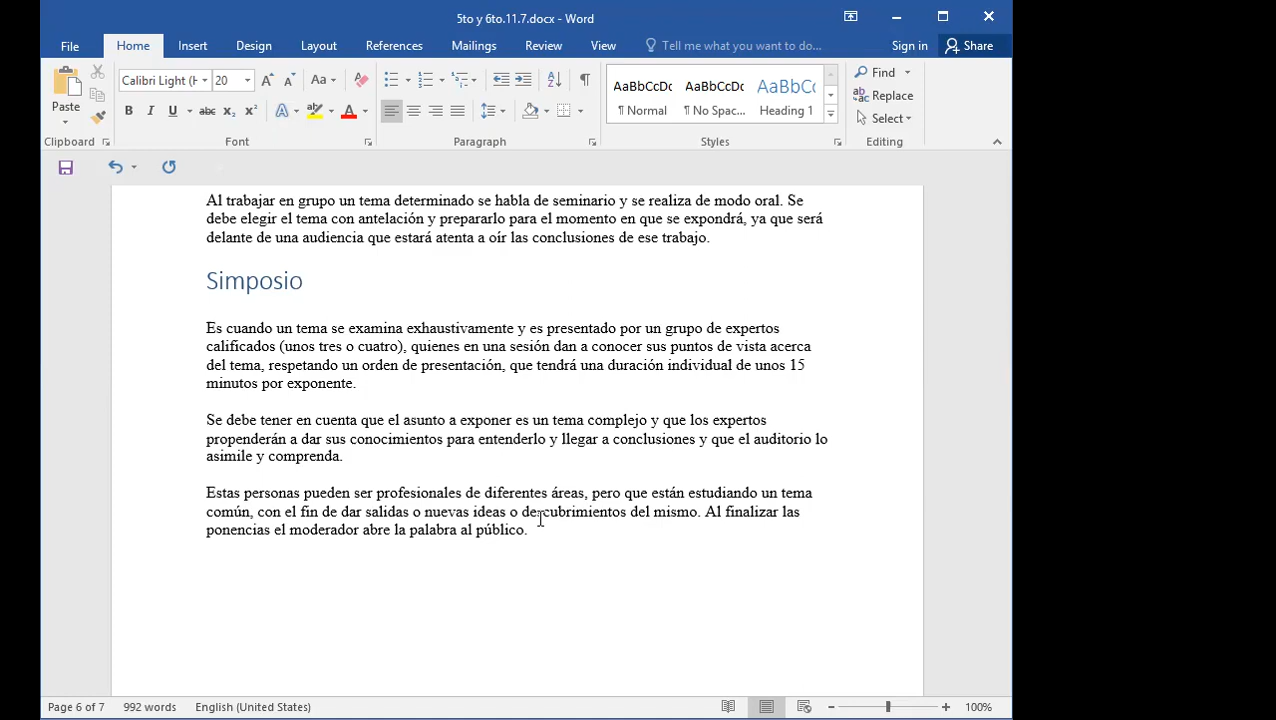 5to y 6to.11.7.docx - Word
File Home Insert Design Layout References Mailings Review View Tell me what you want to do... Sign in Share
Paste
Clipboard
Calibri Light (H 20 A A Aa
B I U abc x₂ x² A ab A
Font
Paragraph
AaBbCcDc AaBbCcDc AaBbC
¶ Normal ¶ No Spac... Heading 1
Styles
Find
Replace
Select
Editing
Al trabajar en grupo un tema determinado se habla de seminario y se realiza de modo oral. Se
debe elegir el tema con antelación y prepararlo para el momento en que se expondrá, ya que será
delante de una audiencia que estará atenta a oír las conclusiones de ese trabajo.
Simposio
Es cuando un tema se examina exhaustivamente y es presentado por un grupo de expertos
calificados (unos tres o cuatro), quienes en una sesión dan a conocer sus puntos de vista acerca
del tema, respetando un orden de presentación, que tendrá una duración individual de unos 15
minutos por exponente.
Se debe tener en cuenta que el asunto a exponer es un tema complejo y que los expertos
propenderán a dar sus conocimientos para entenderlo y llegar a conclusiones y que el auditorio lo
asimile y comprenda.
Estas personas pueden ser profesionales de diferentes áreas, pero que están estudiando un tema
común, con el fin de dar salidas o nuevas ideas o descubrimientos del mismo. Al finalizar las
ponencias el moderador abre la palabra al público.
Page 6 of 7 992 words English (United States) 100%